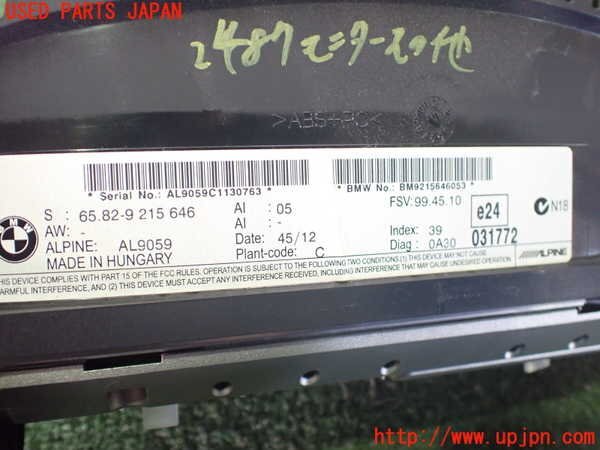 USED PARTS JAPAN
2487モニター その他
>ABS+PC<
* Serial No.: AL9059C1130763 *
* BMW No.: BM9215646053 *
BMW
S : 65.82-9 215 646
AW: -
ALPINE: AL9059
MADE IN HUNGARY
AI : 05
AI : -
Date: 45/12
Plant-code: C
FSV: 99.45.10
Index: 39
Diag : 0A30
e24
031772
N18
ALPINE
THIS DEVICE COMPLIES WITH PART 15 OF THE FCC RULES. OPERATION IS SUBJECT TO THE FOLLOWING TWO CONDITIONS: (1) THIS DEVICE MAY NOT CAUSE
HARMFUL INTERFERENCE, AND (2) THIS DEVICE MUST ACCEPT ANY INTERFERENCE RECEIVED, INCLUDING INTERFERENCE THAT MAY CAUSE UNDESIRED OPERATION.
http://www.upjpn.com/